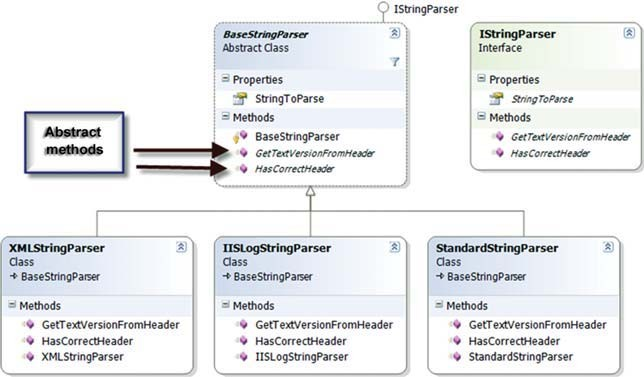 IStringParser
BaseStringParser
Abstract Class
Properties
StringToParse
Methods
BaseStringParser
GetTextVersionFromHeader
HasCorrectHeader
IStringParser
Interface
Properties
StringToParse
Methods
GetTextVersionFromHeader
HasCorrectHeader
Abstract
methods
XMLStringParser
Class
BaseStringParser
Methods
GetTextVersionFromHeader
HasCorrectHeader
XMLStringParser
IISLogStringParser
Class
BaseStringParser
Methods
GetTextVersionFromHeader
HasCorrectHeader
IISLogStringParser
StandardStringParser
Class
BaseStringParser
Methods
GetTextVersionFromHeader
HasCorrectHeader
StandardStringParser